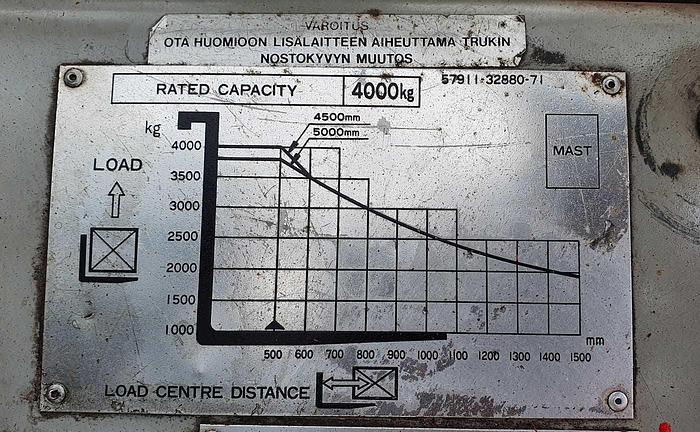 VAROITUS
OTA HUOMIOON LISÄLAITTEEN AIHEUTTAMA TRUKIN
NOSTOKYVYN MUUTOS
RATED CAPACITY 4000kg
57911-32880-71
4500mm
5000mm
kg
4000
3500
3000
2500
2000
1500
1000
LOAD
MAST
mm
500 600 700 800 900 1000 1100 1200 1300 1400 1500
LOAD CENTRE DISTANCE